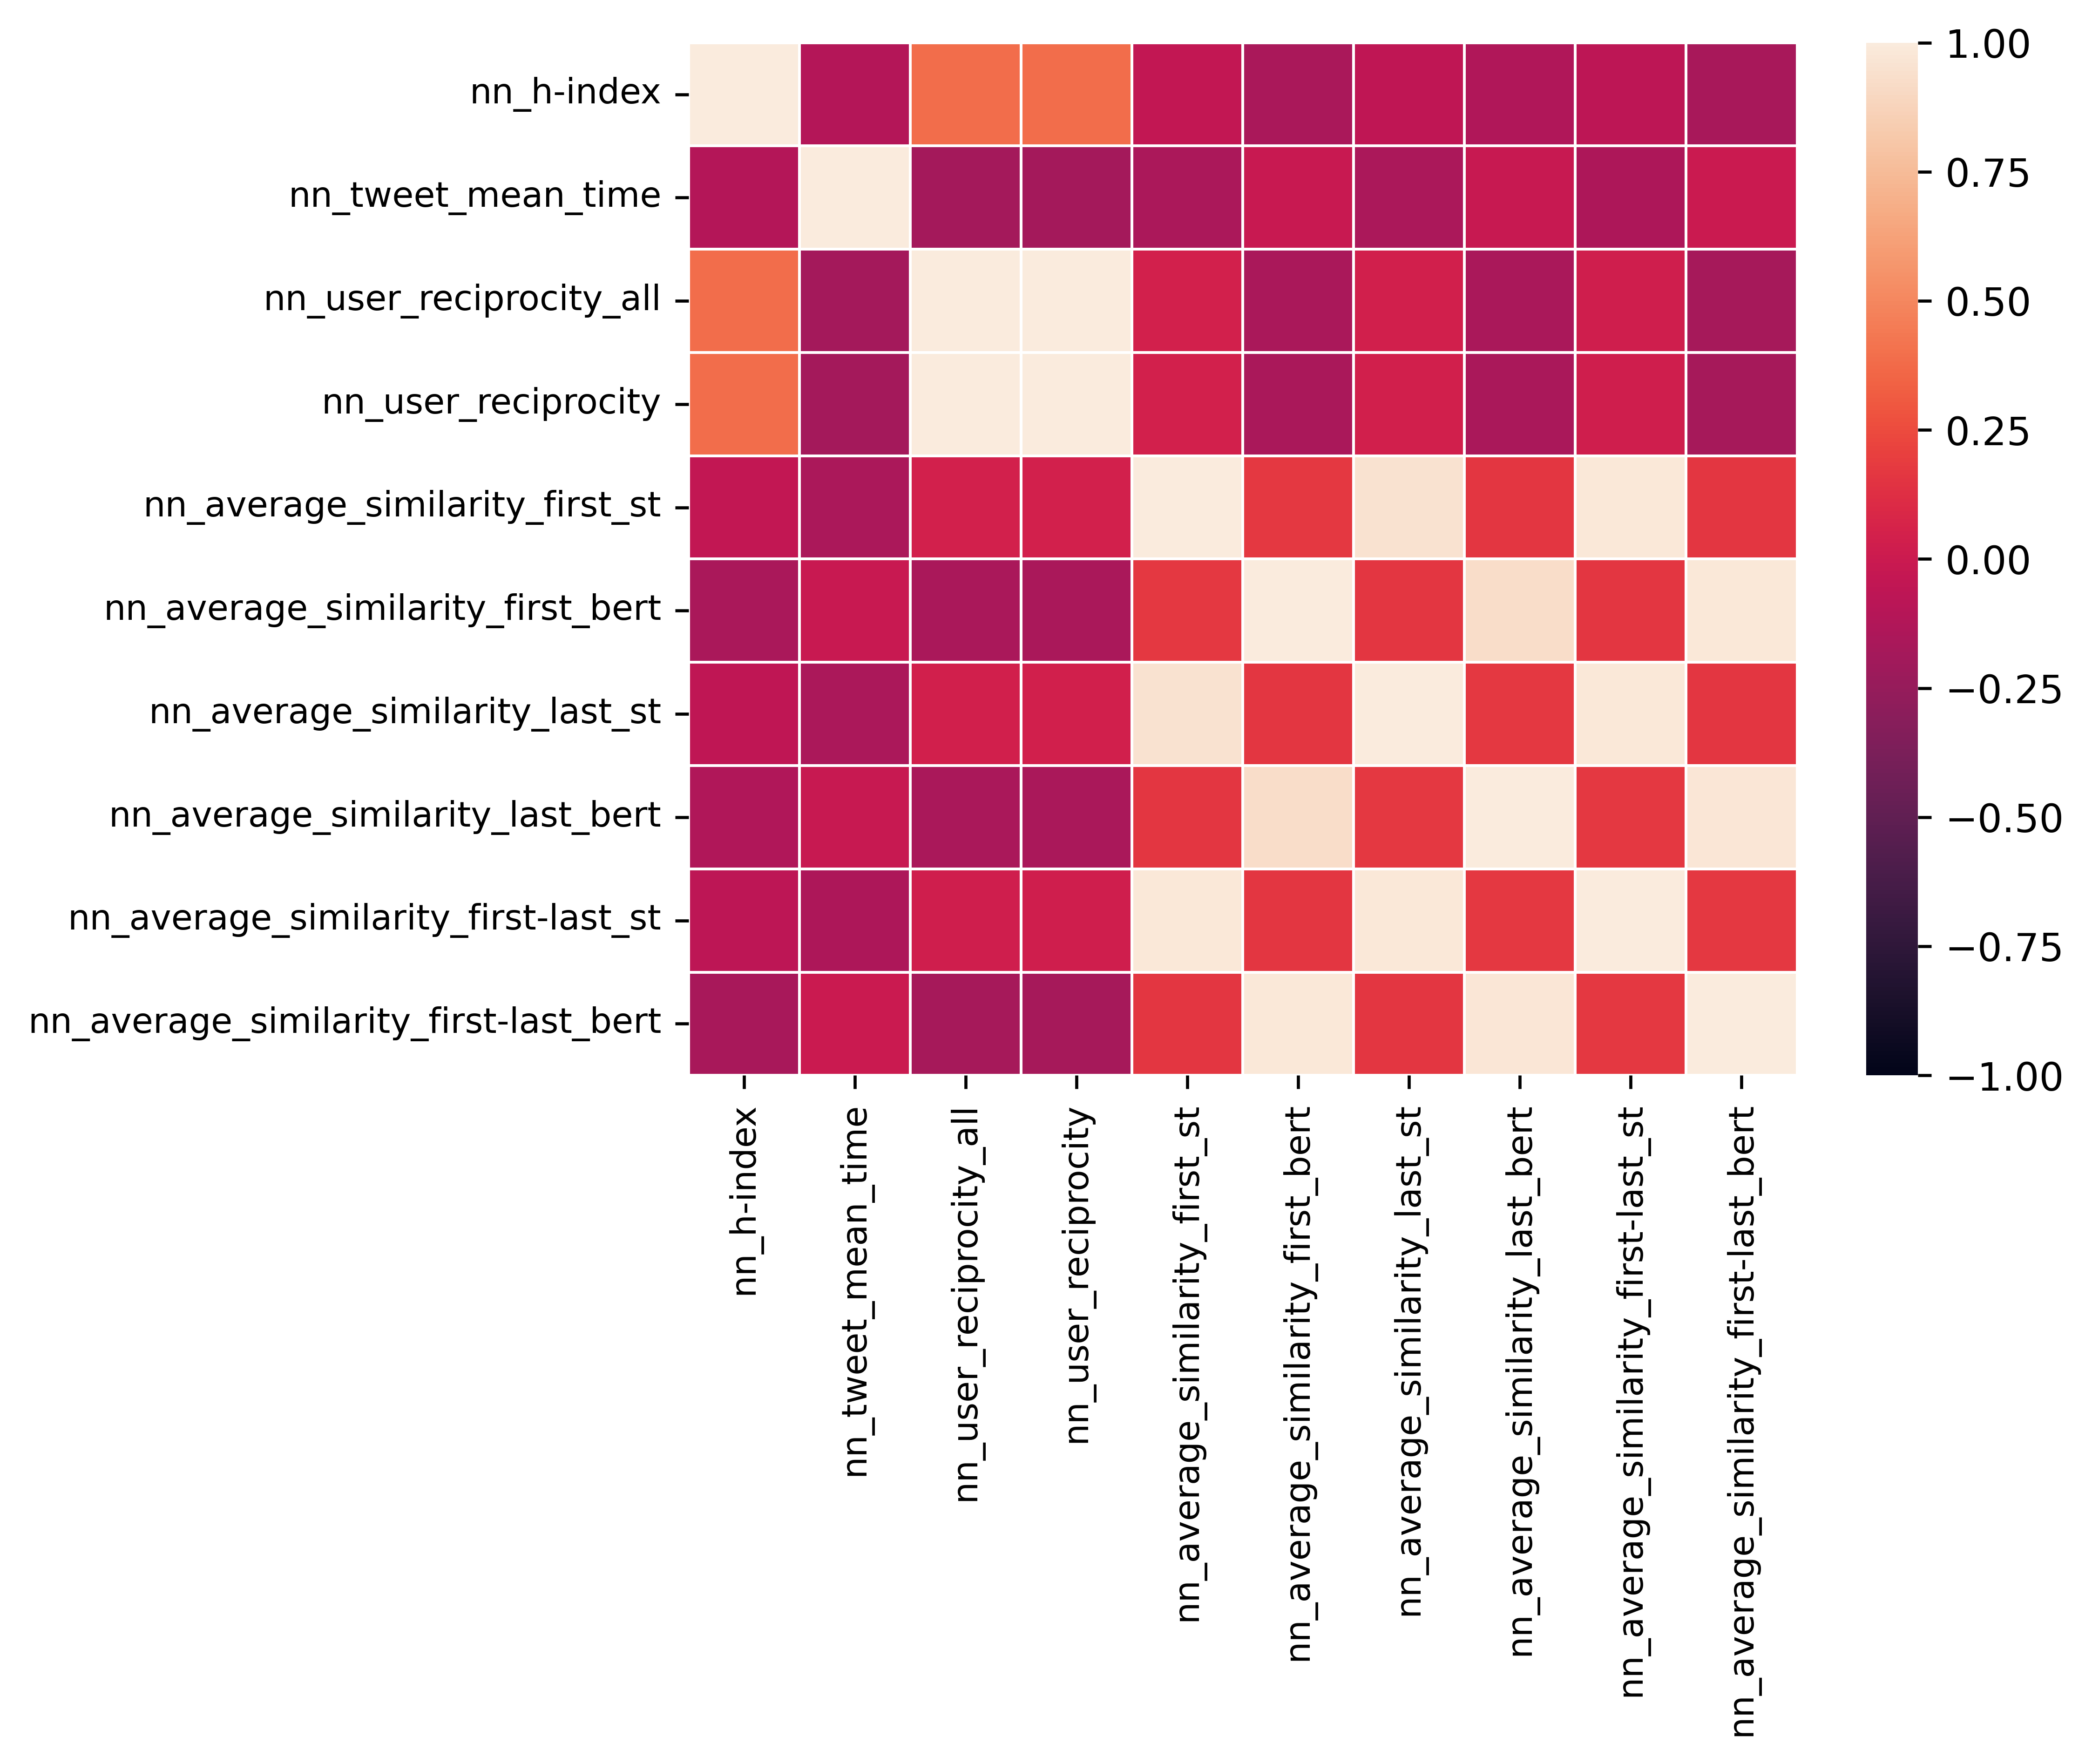 nn_h-index
nn_tweet_mean_time
nn_user_reciprocity_all
nn_user_reciprocity
nn_average_similarity_first_st
nn_average_similarity_first_bert
nn_average_similarity_last_st
nn_average_similarity_last_bert
nn_average_similarity_first-last_st
nn_average_similarity_first-last_bert
nn_h-index
nn_tweet_mean_time
nn_user_reciprocity_all
nn_user_reciprocity
nn_average_similarity_first_st
nn_average_similarity_first_bert
nn_average_similarity_last_st
nn_average_similarity_last_bert
nn_average_similarity_first-last_st
nn_average_similarity_first-last_bert
1.00
0.75
0.50
0.25
0.00
−0.25
−0.50
−0.75
−1.00